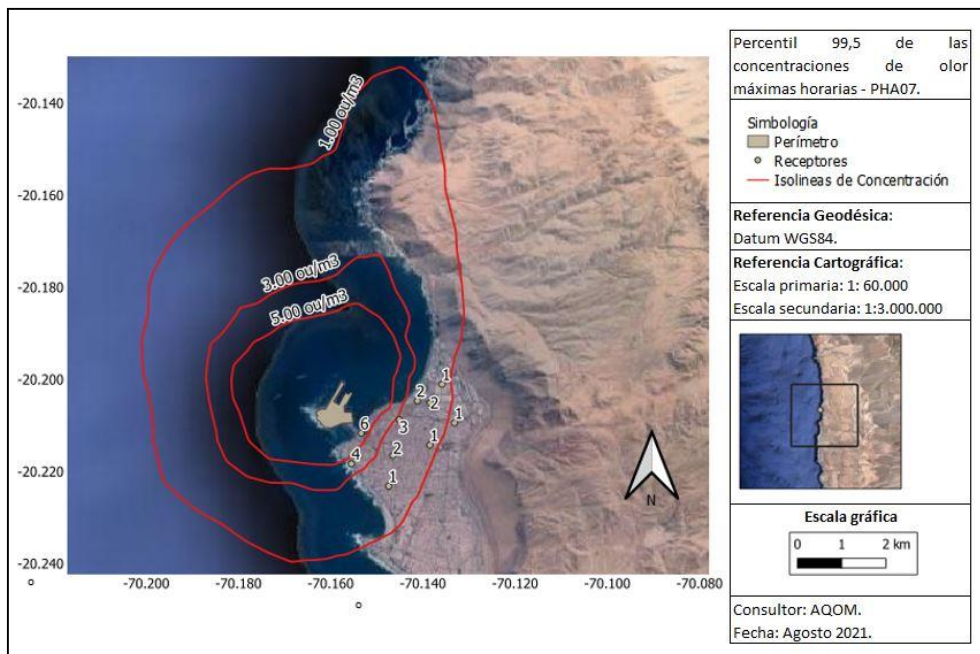 -20.140
-20.160
-20.180
-20.200
-20.220
-20.240
o
-70.200
-70.180
-70.160
-70.140
-70.120
-70.100
-70.080
o
1.00 ou/m3
3.00 ou/m3
5.00 ou/m3
1
2
2
1
6
3
4
2
1
1
N
Percentil 99,5 de las
concentraciones de olor
máximas horarias - PHA07.
Simbología
Perímetro
Receptores
Isolineas de Concentración
Referencia Geodésica:
Datum WGS84.
Referencia Cartográfica:
Escala primaria: 1: 60.000
Escala secundaria: 1:3.000.000
Escala gráfica
0 1 2 km
Consultor: AQOM.
Fecha: Agosto 2021.